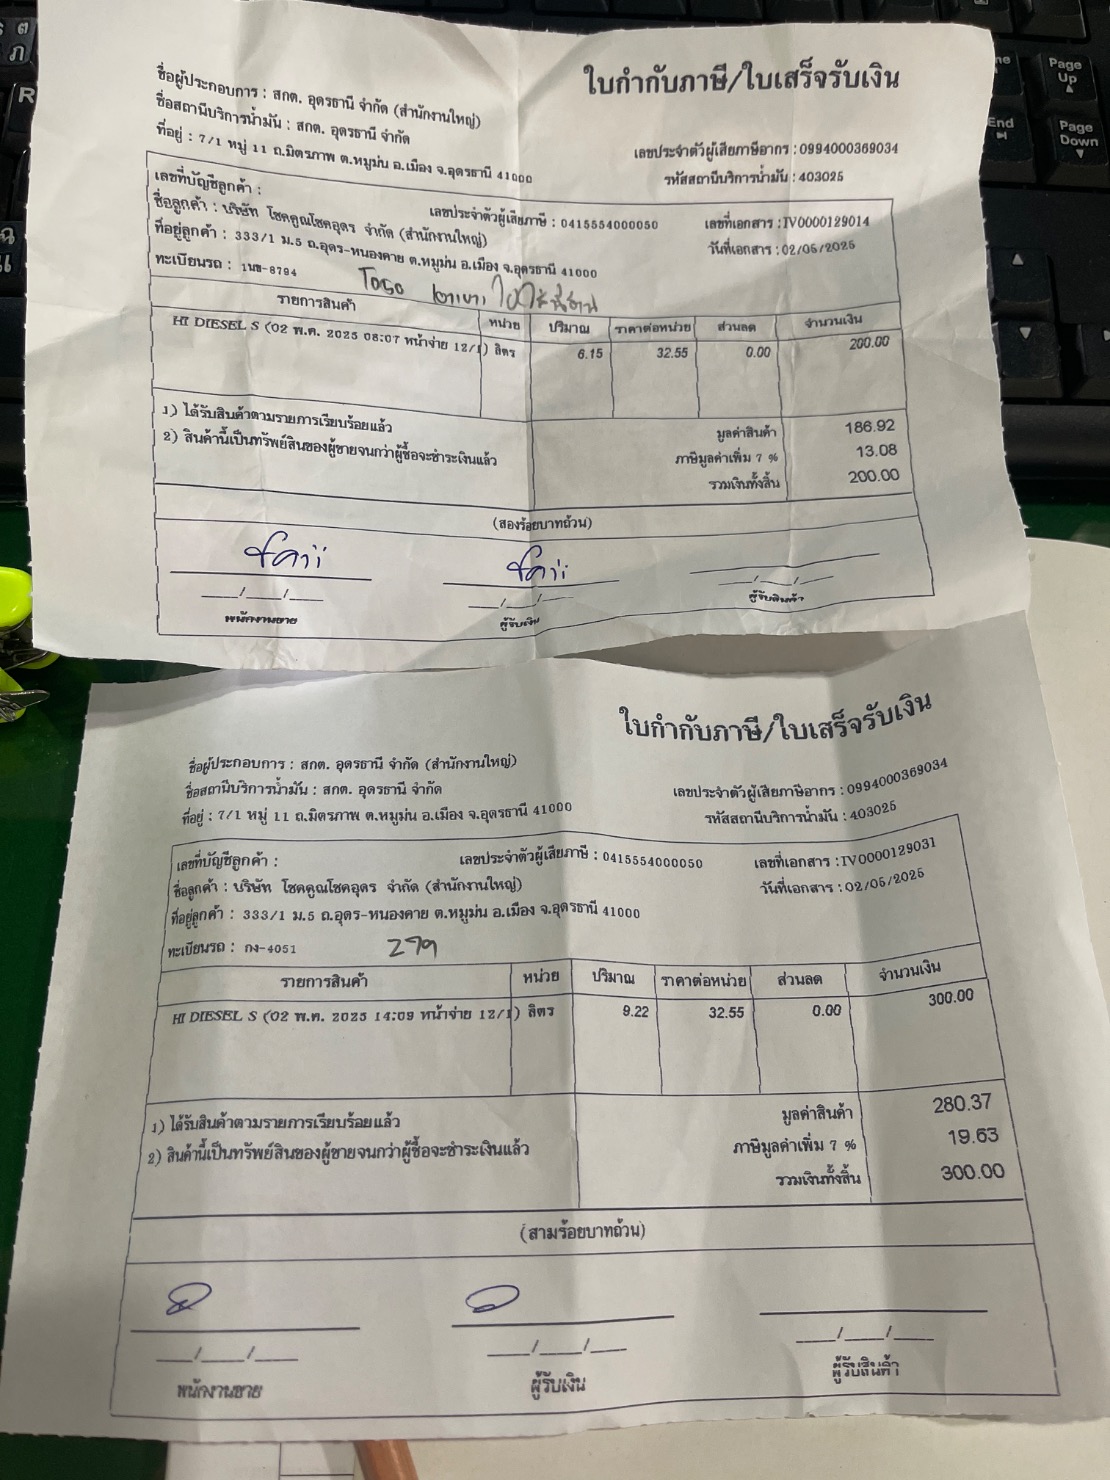 ใบกำกับภาษี/ใบเสร็จรับเงิน
ชื่อผู้ประกอบการ : สกต. อุดรธานี จำกัด (สำนักงานใหญ่)
ชื่อสถานีบริการน้ำมัน : สกต. อุดรธานี จำกัด
ที่อยู่ : 7/1 หมู่ 11 ถ.มิตรภาพ ต.หมูม่น อ.เมือง จ.อุดรธานี 41000
เลขประจำตัวผู้เสียภาษีอากร : 0994000369034
รหัสสถานีบริการน้ำมัน : 403025
เลขที่บัญชีลูกค้า :
เลขประจำตัวผู้เสียภาษี : 0415554000050
เลขที่เอกสาร : IV0000129014
ชื่อลูกค้า : บริษัท โชคคูณโชคอุดร จำกัด (สำนักงานใหญ่)
วันที่เอกสาร : 02/05/2025
ที่อยู่ลูกค้า : 333/1 ม.5 ถ.อุดร-หนองคาย ต.หมูม่น อ.เมือง จ.อุดรธานี 41000
ทะเบียนรถ : 1นข-8794
รายการสินค้า หน่วย ปริมาณ ราคาต่อหน่วย ส่วนลด จำนวนเงิน
HI DIESEL S (02 พ.ค. 2025 08:07 หน้าจ่าย 12/1) ลิตร 6.15 32.55 0.00 200.00
1) ได้รับสินค้าตามรายการเรียบร้อยแล้ว
2) สินค้านี้เป็นทรัพย์สินของผู้ขายจนกว่าผู้ซื้อจะชำระเงินแล้ว
มูลค่าสินค้า 186.92
ภาษีมูลค่าเพิ่ม 7 % 13.08
รวมเงินทั้งสิ้น 200.00
(สองร้อยบาทถ้วน)
__/__/__ __/__/__ __/__/__
พนักงานขาย ผู้รับเงิน ผู้รับสินค้า
ใบกำกับภาษี/ใบเสร็จรับเงิน
ชื่อผู้ประกอบการ : สกต. อุดรธานี จำกัด (สำนักงานใหญ่)
ชื่อสถานีบริการน้ำมัน : สกต. อุดรธานี จำกัด
ที่อยู่ : 7/1 หมู่ 11 ถ.มิตรภาพ ต.หมูม่น อ.เมือง จ.อุดรธานี 41000
เลขประจำตัวผู้เสียภาษีอากร : 0994000369034
รหัสสถานีบริการน้ำมัน : 403025
เลขที่บัญชีลูกค้า :
เลขประจำตัวผู้เสียภาษี : 0415554000050
เลขที่เอกสาร : IV0000129031
ชื่อลูกค้า : บริษัท โชคคูณโชคอุดร จำกัด (สำนักงานใหญ่)
วันที่เอกสาร : 02/05/2025
ที่อยู่ลูกค้า : 333/1 ม.5 ถ.อุดร-หนองคาย ต.หมูม่น อ.เมือง จ.อุดรธานี 41000
ทะเบียนรถ : กง-4051
279
รายการสินค้า หน่วย ปริมาณ ราคาต่อหน่วย ส่วนลด จำนวนเงิน
HI DIESEL S (02 พ.ค. 2025 14:09 หน้าจ่าย 12/1) ลิตร 9.22 32.55 0.00 300.00
1) ได้รับสินค้าตามรายการเรียบร้อยแล้ว
2) สินค้านี้เป็นทรัพย์สินของผู้ขายจนกว่าผู้ซื้อจะชำระเงินแล้ว
มูลค่าสินค้า 280.37
ภาษีมูลค่าเพิ่ม 7 % 19.63
รวมเงินทั้งสิ้น 300.00
(สามร้อยบาทถ้วน)
__/__/__ __/__/__ __/__/__
พนักงานขาย ผู้รับเงิน ผู้รับสินค้า
Page Up
End
Page Down